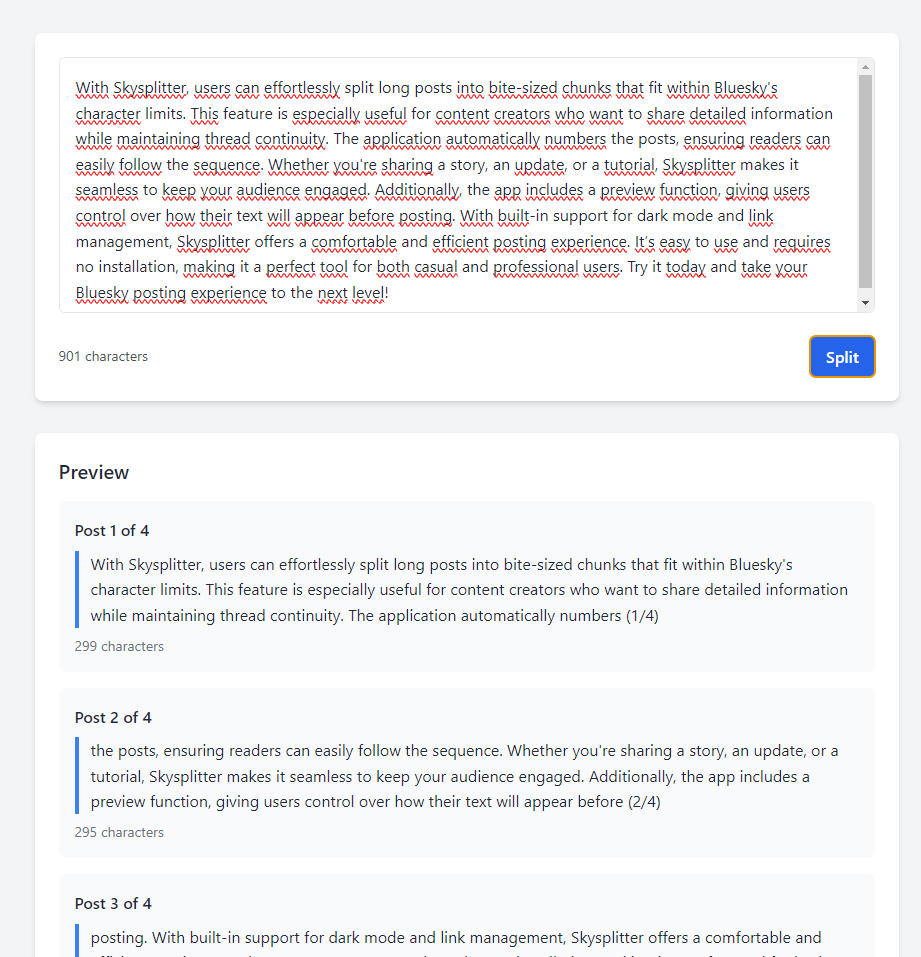 With Skysplitter, users can effortlessly split long posts into bite-sized chunks that fit within Bluesky's
character limits. This feature is especially useful for content creators who want to share detailed information
while maintaining thread continuity. The application automatically numbers the posts, ensuring readers can
easily follow the sequence. Whether you're sharing a story, an update, or a tutorial, Skysplitter makes it
seamless to keep your audience engaged. Additionally, the app includes a preview function, giving users
control over how their text will appear before posting. With built-in support for dark mode and link
management, Skysplitter offers a comfortable and efficient posting experience. It’s easy to use and requires
no installation, making it a perfect tool for both casual and professional users. Try it today and take your
Bluesky posting experience to the next level!
901 characters
Split
Preview
Post 1 of 4
With Skysplitter, users can effortlessly split long posts into bite-sized chunks that fit within Bluesky's
character limits. This feature is especially useful for content creators who want to share detailed information
while maintaining thread continuity. The application automatically numbers (1/4)
299 characters
Post 2 of 4
the posts, ensuring readers can easily follow the sequence. Whether you're sharing a story, an update, or a
tutorial, Skysplitter makes it seamless to keep your audience engaged. Additionally, the app includes a
preview function, giving users control over how their text will appear before (2/4)
295 characters
Post 3 of 4
posting. With built-in support for dark mode and link management, Skysplitter offers a comfortable and